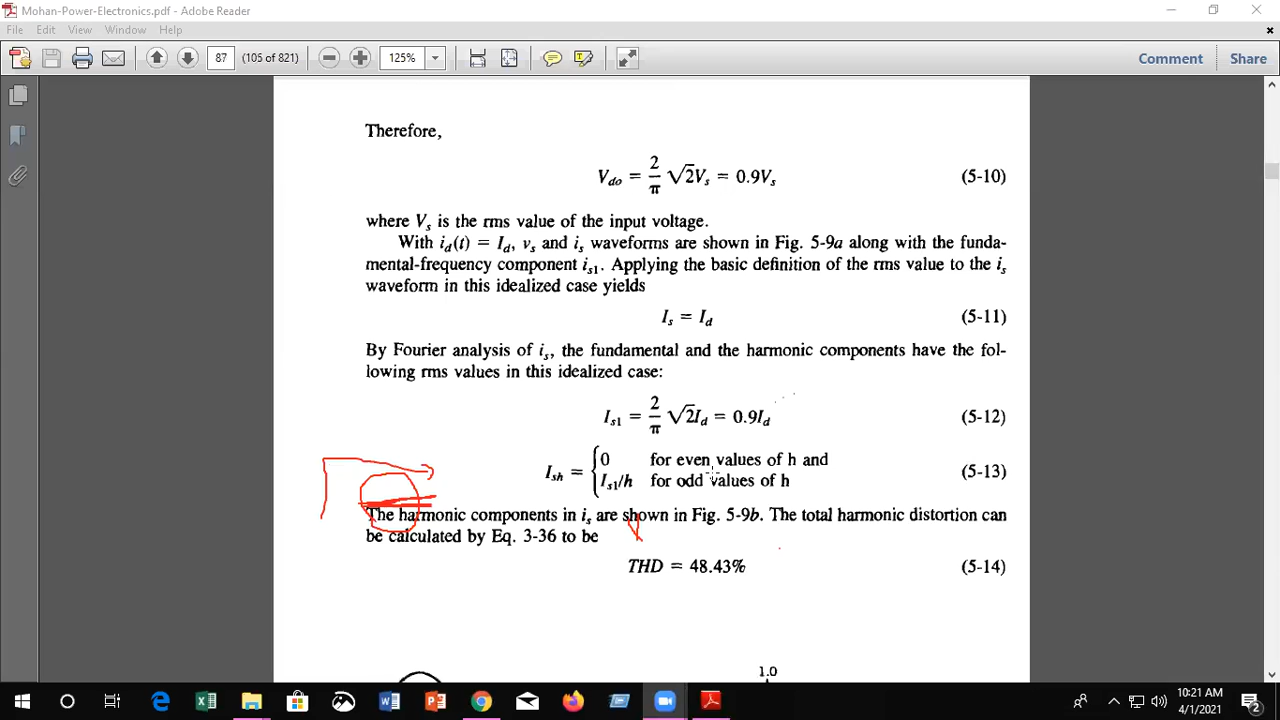 Mohan-Power-Electronics.pdf - Adobe Reader
File Edit View Window Help
87 (105 of 821) 125% Comment Share
Therefore,
V_do = 2/π √2V_s = 0.9V_s (5-10)
where V_s is the rms value of the input voltage.
With i_d(t) = I_d, v_s and i_s waveforms are shown in Fig. 5-9a along with the funda-
mental-frequency component i_s1. Applying the basic definition of the rms value to the i_s
waveform in this idealized case yields
I_s = I_d (5-11)
By Fourier analysis of i_s, the fundamental and the harmonic components have the fol-
lowing rms values in this idealized case:
I_s1 = 2/π √2I_d = 0.9I_d (5-12)
I_sh = { 0 for even values of h and
I_s1/h for odd values of h (5-13)
The harmonic components in i_s are shown in Fig. 5-9b. The total harmonic distortion can
be calculated by Eq. 3-36 to be
THD = 48.43% (5-14)
1.0
10:21 AM
4/1/2021
2